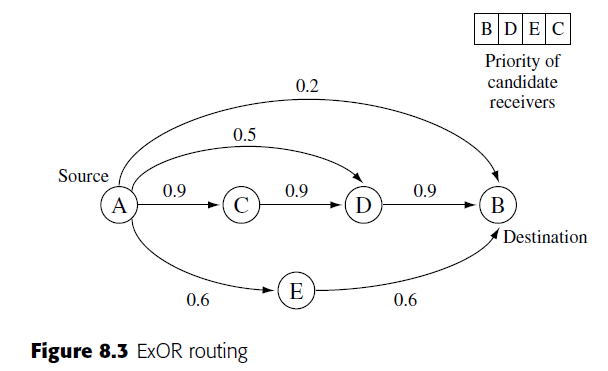 B D E C
Priority of
candidate
receivers
0.2
0.5
Source
0.9
0.9
0.9
A
C
D
B
Destination
E
0.6
0.6
Figure 8.3 ExOR routing